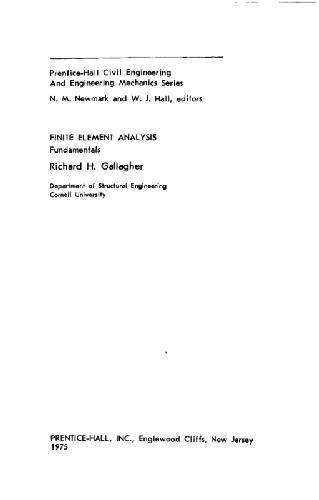 Prentice-Hall Civil Engineering
And Engineering Mechanics Series
N. M. Newmark and W. J. Hall, editors
FINITE ELEMENT ANALYSIS
Fundamentals
Richard H. Gallagher
Department of Structural Engineering
Cornell University
PRENTICE-HALL, INC., Englewood Cliffs, New Jersey
1975